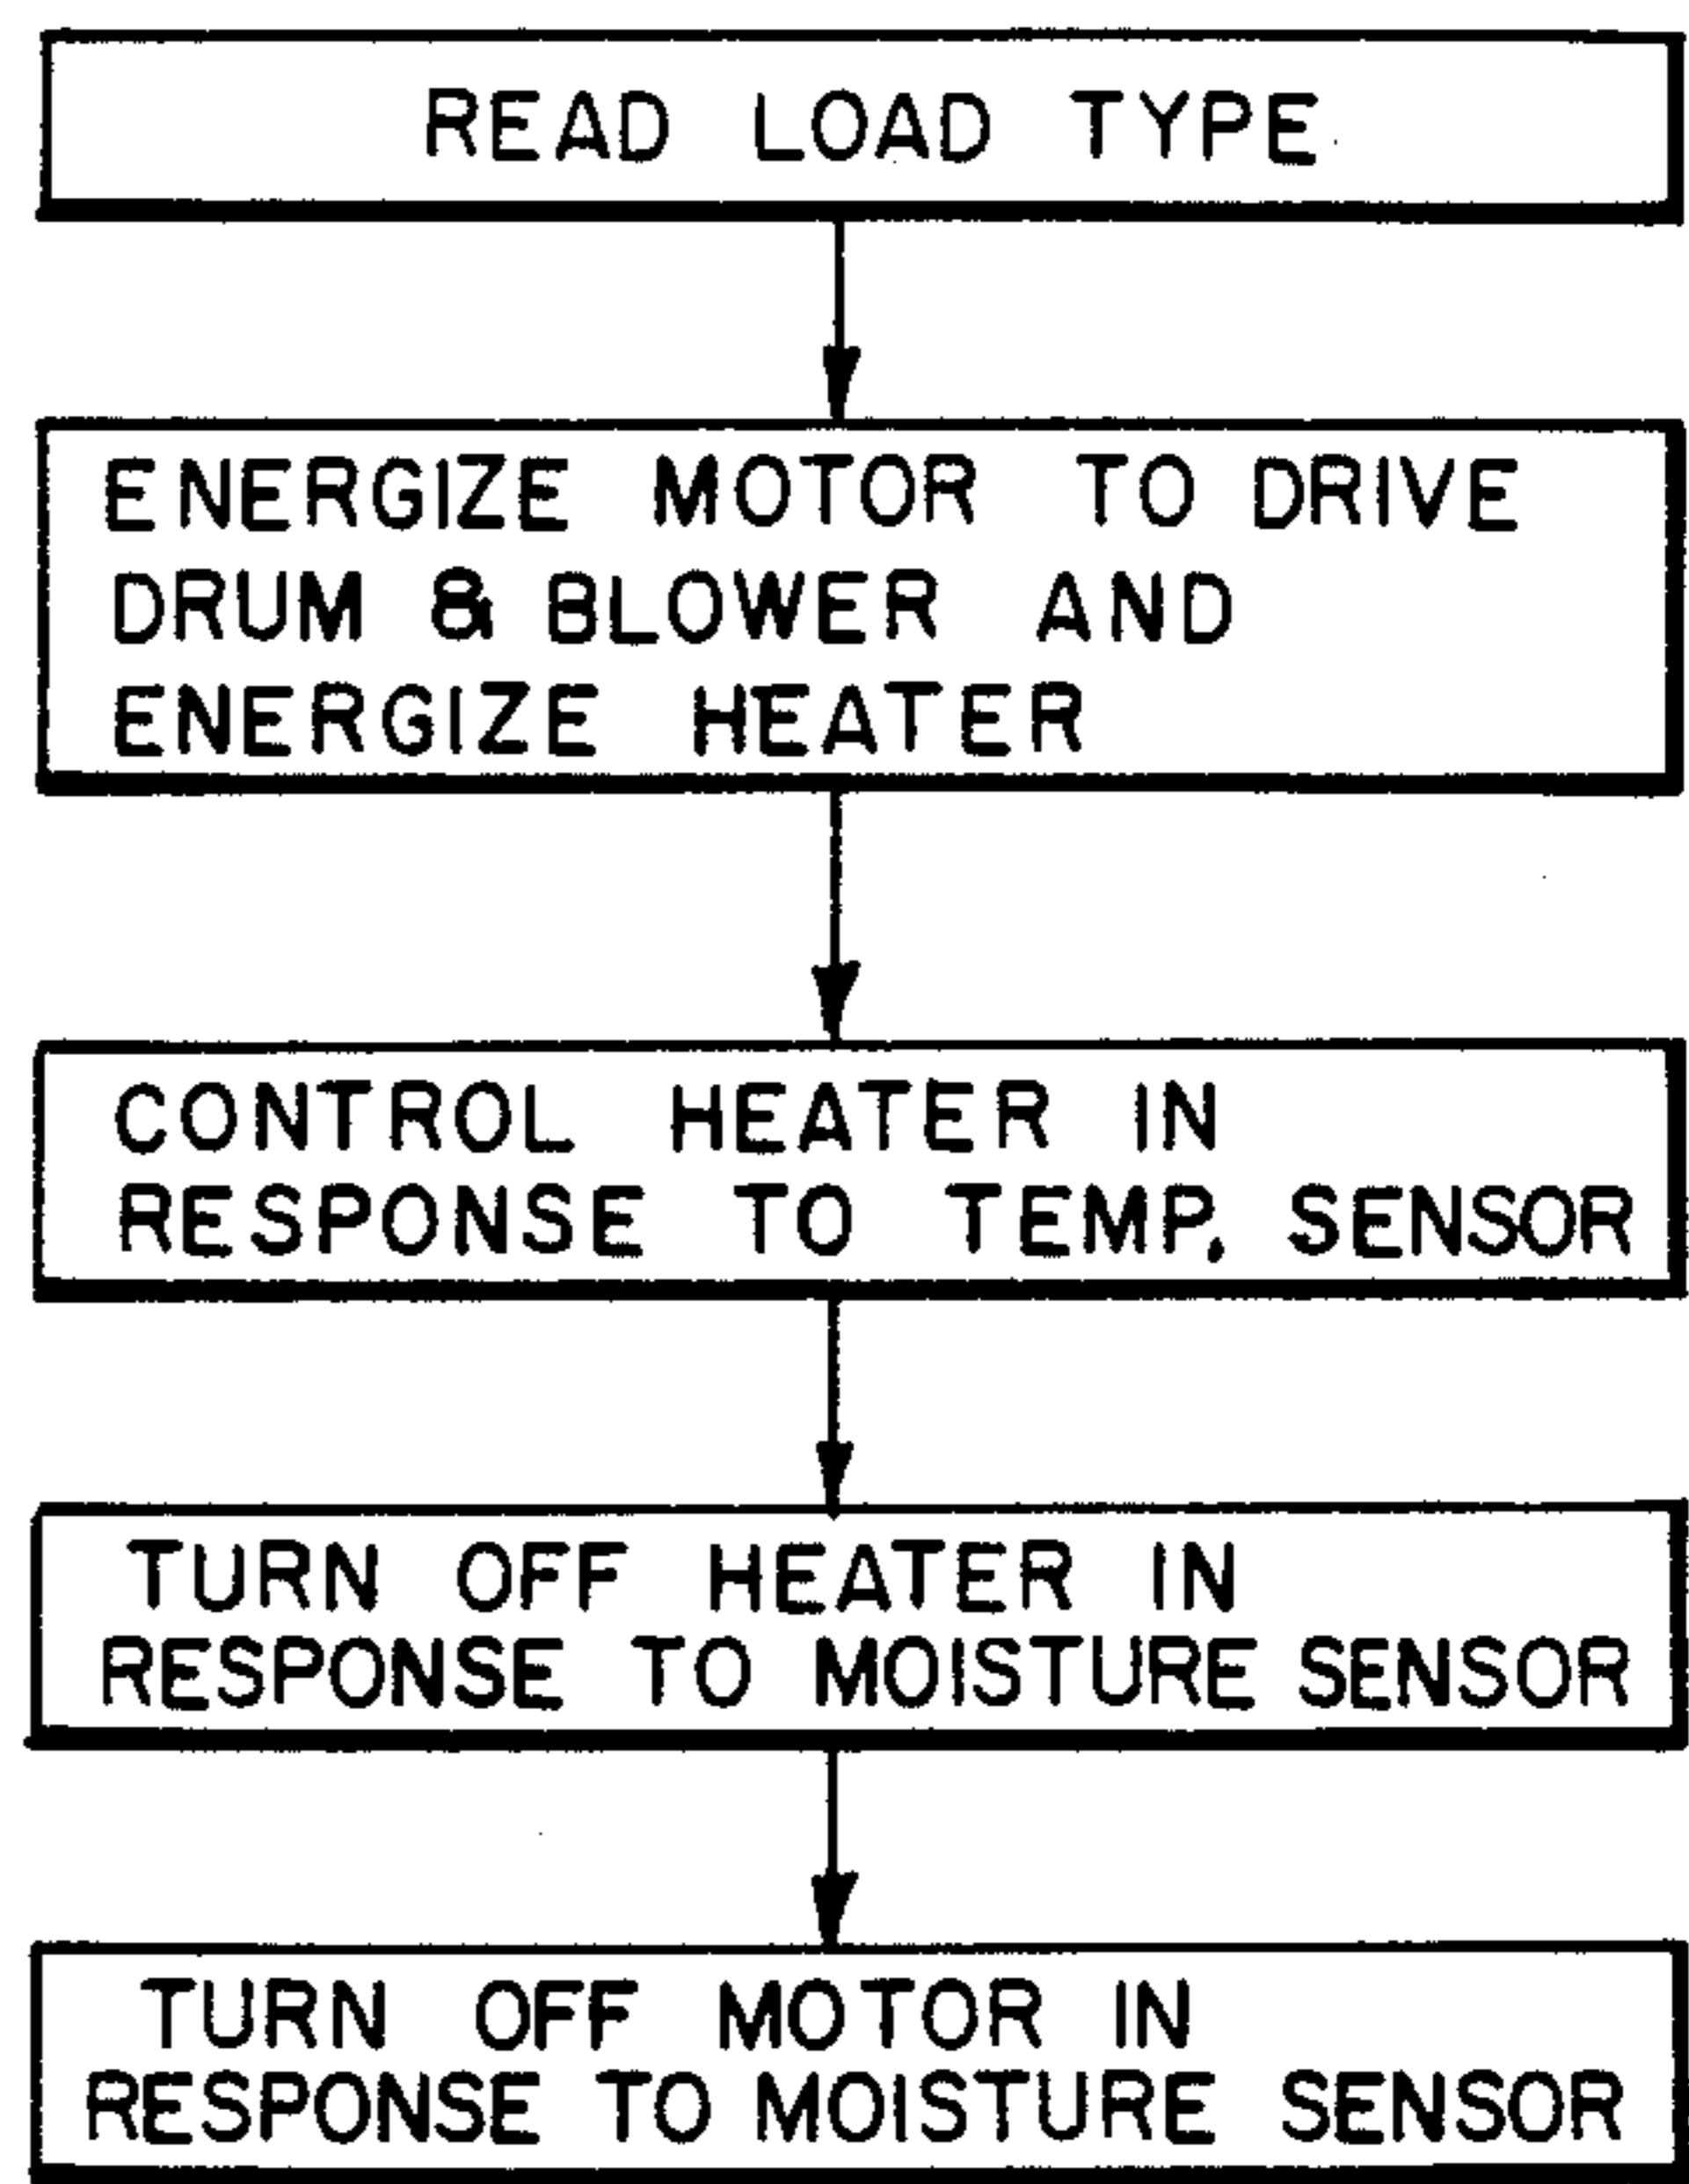 READ LOAD TYPE
ENERGIZE MOTOR TO DRIVE
DRUM & BLOWER AND
ENERGIZE HEATER
CONTROL HEATER IN
RESPONSE TO TEMP. SENSOR
TURN OFF HEATER IN
RESPONSE TO MOISTURE SENSOR
TURN OFF MOTOR IN
RESPONSE TO MOISTURE SENSOR